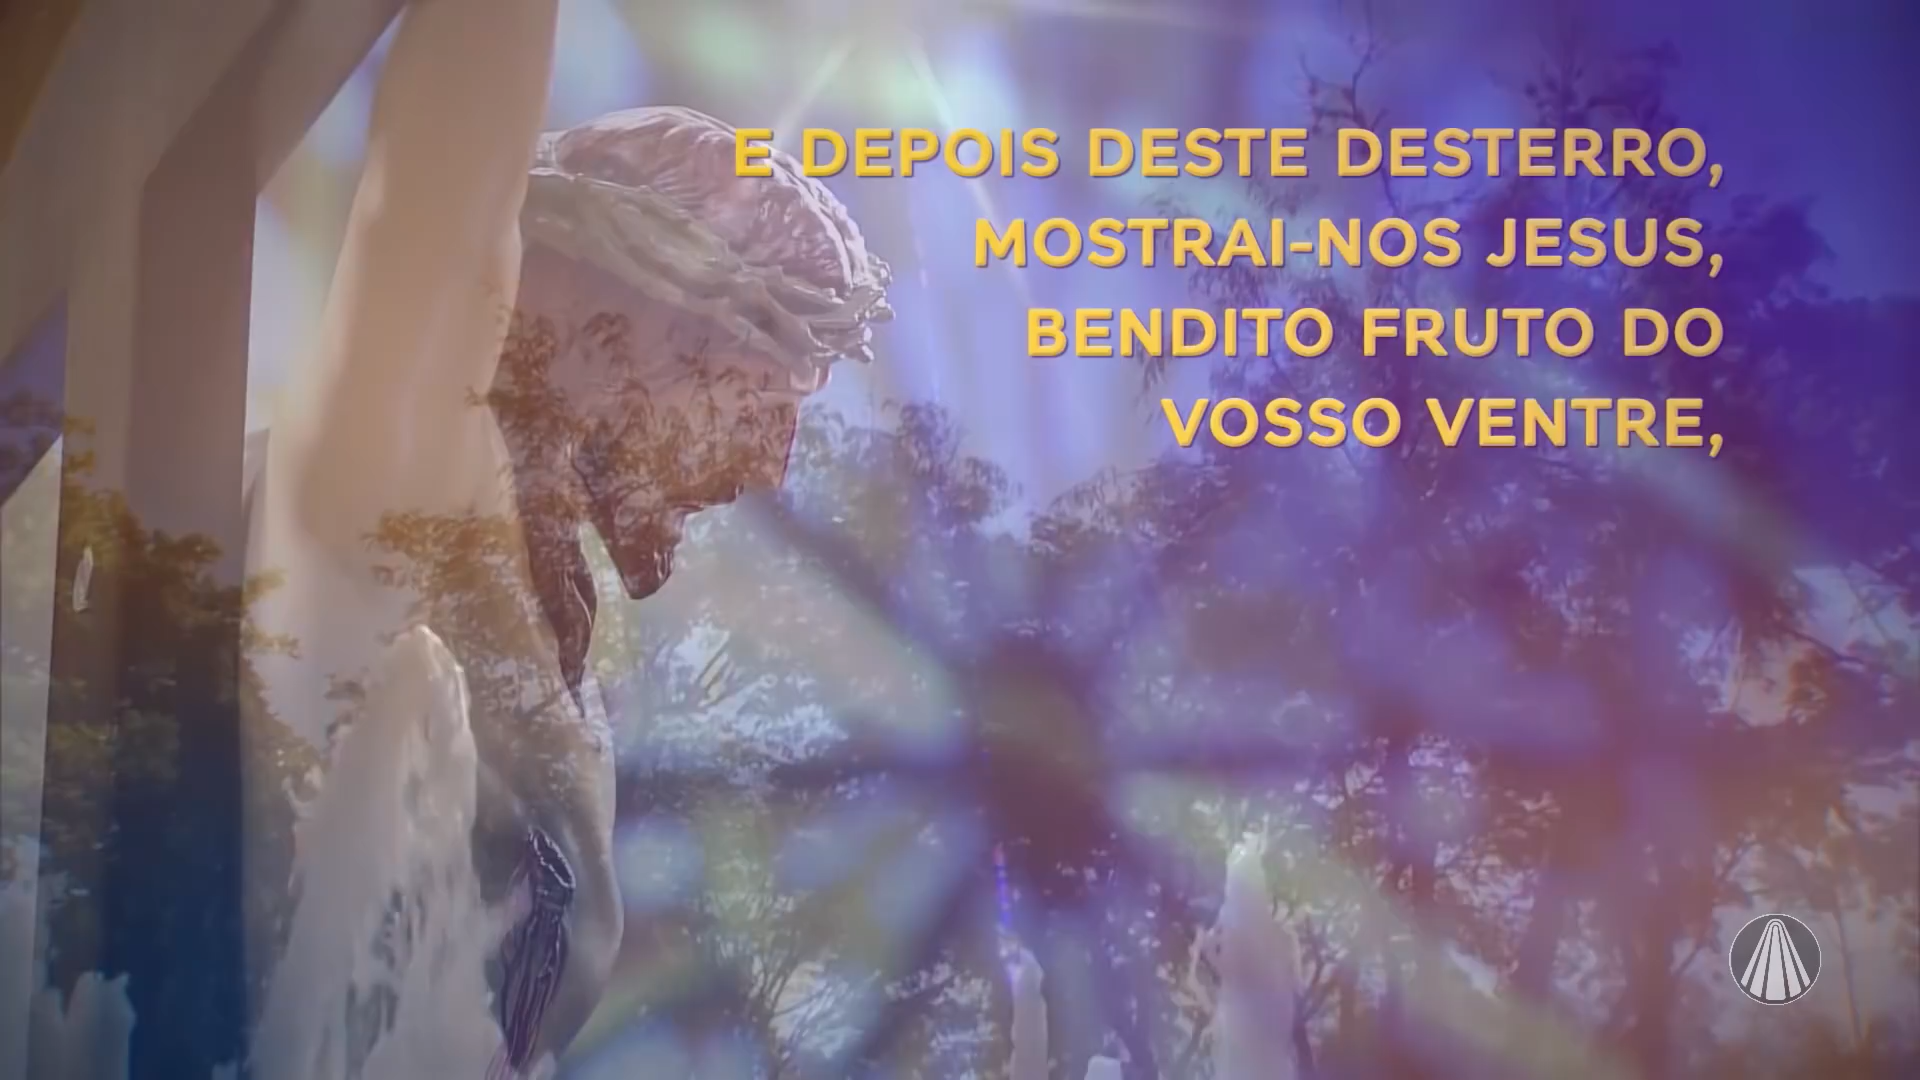 E DEPOIS DESTE DESTERRO,
MOSTRAI-NOS JESUS,
BENDITO FRUTO DO
VOSSO VENTRE,